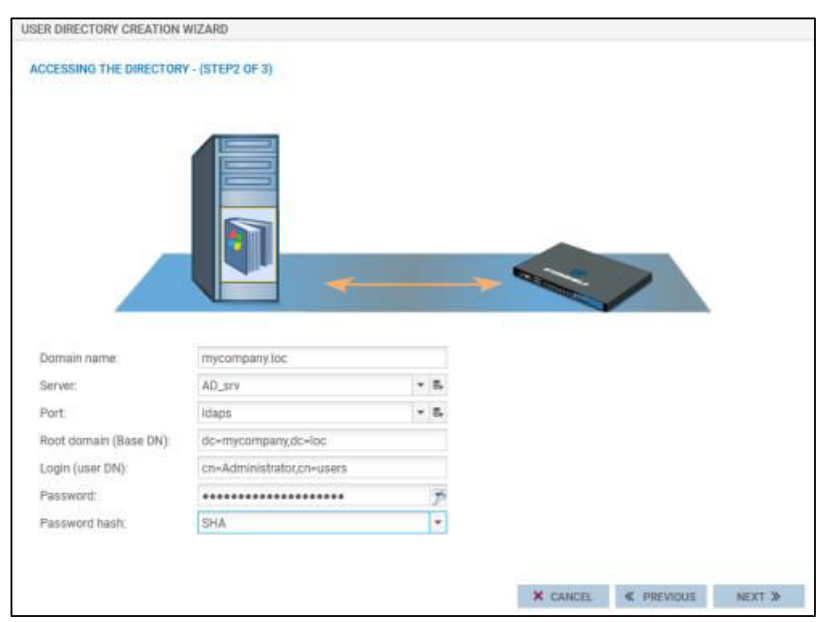 USER DIRECTORY CREATION WIZARD
ACCESSING THE DIRECTORY - (STEP2 OF 3)
Domain name: mycompany.loc
Server: AD_srv
Port: ldaps
Root domain (Base DN): dc=mycompany,dc=loc
Login (user DN): cn=Administrator,cn=users
Password: ••••••••••••••••••••
Password hash: SHA
CANCEL PREVIOUS NEXT